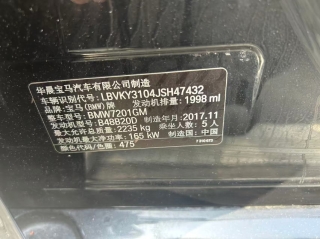 华晨宝马汽车有限公司制造
车辆识别代号: LBVKY3104JSH47432
品牌: 宝马(BMW)牌 发动机排量: 1998 ml
整车型号: BMW7201GM
发动机型号: B48B20D 制造年月: 2017.11
最大允许总质量: 2235 kg 乘坐人数: 5人
发动机最大净功率: 165 kW 制造国: 中国
颜色代码/色标: 475